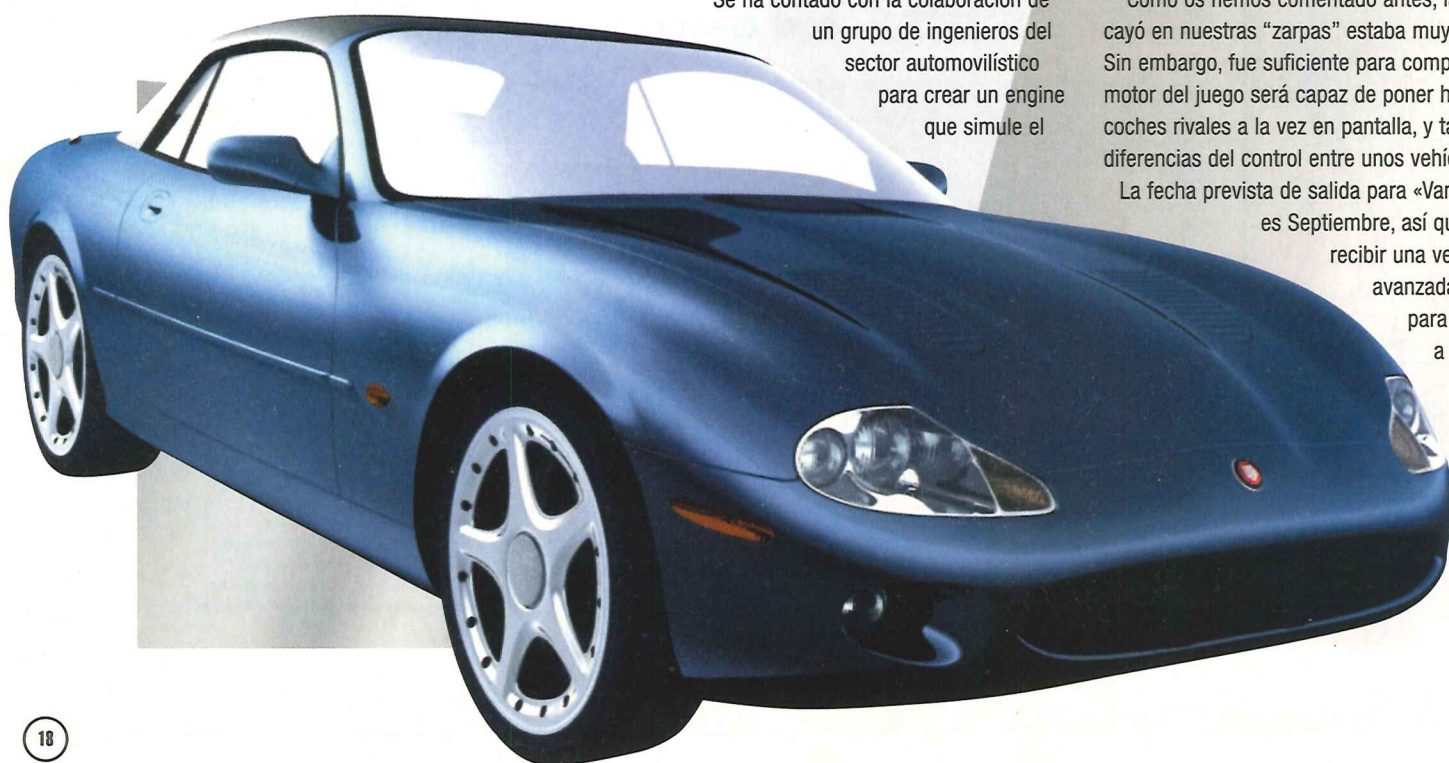 Se ha contado con la colaboración de
un grupo de ingenieros del
sector automovilístico
para crear un engine
que simule el
Como os hemos comentado antes,
cayó en nuestras "zarpas" estaba muy
Sin embargo, fue suficiente para
motor del juego será capaz de poner
coches rivales a la vez en pantalla, y
diferencias del control entre unos
La fecha prevista de salida para
es Septiembre, así
recibir una
avanzada
para
a
18